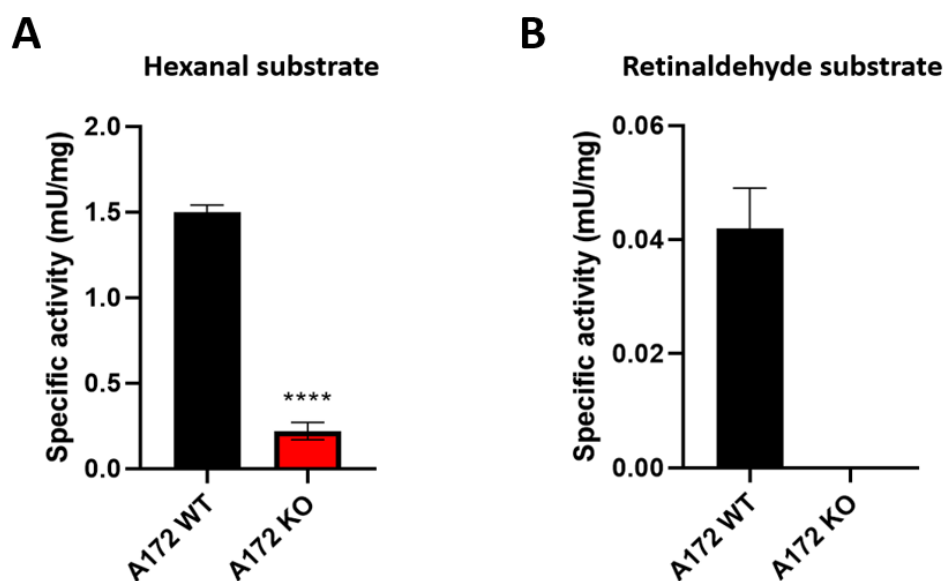 A
Hexanal substrate
Specific activity (mU/mg)
2.0
1.5
1.0
0.5
0.0
****
A172 WT
A172 KO
B
Retinaldehyde substrate
Specific activity (mU/mg)
0.06
0.04
0.02
0.00
A172 WT
A172 KO